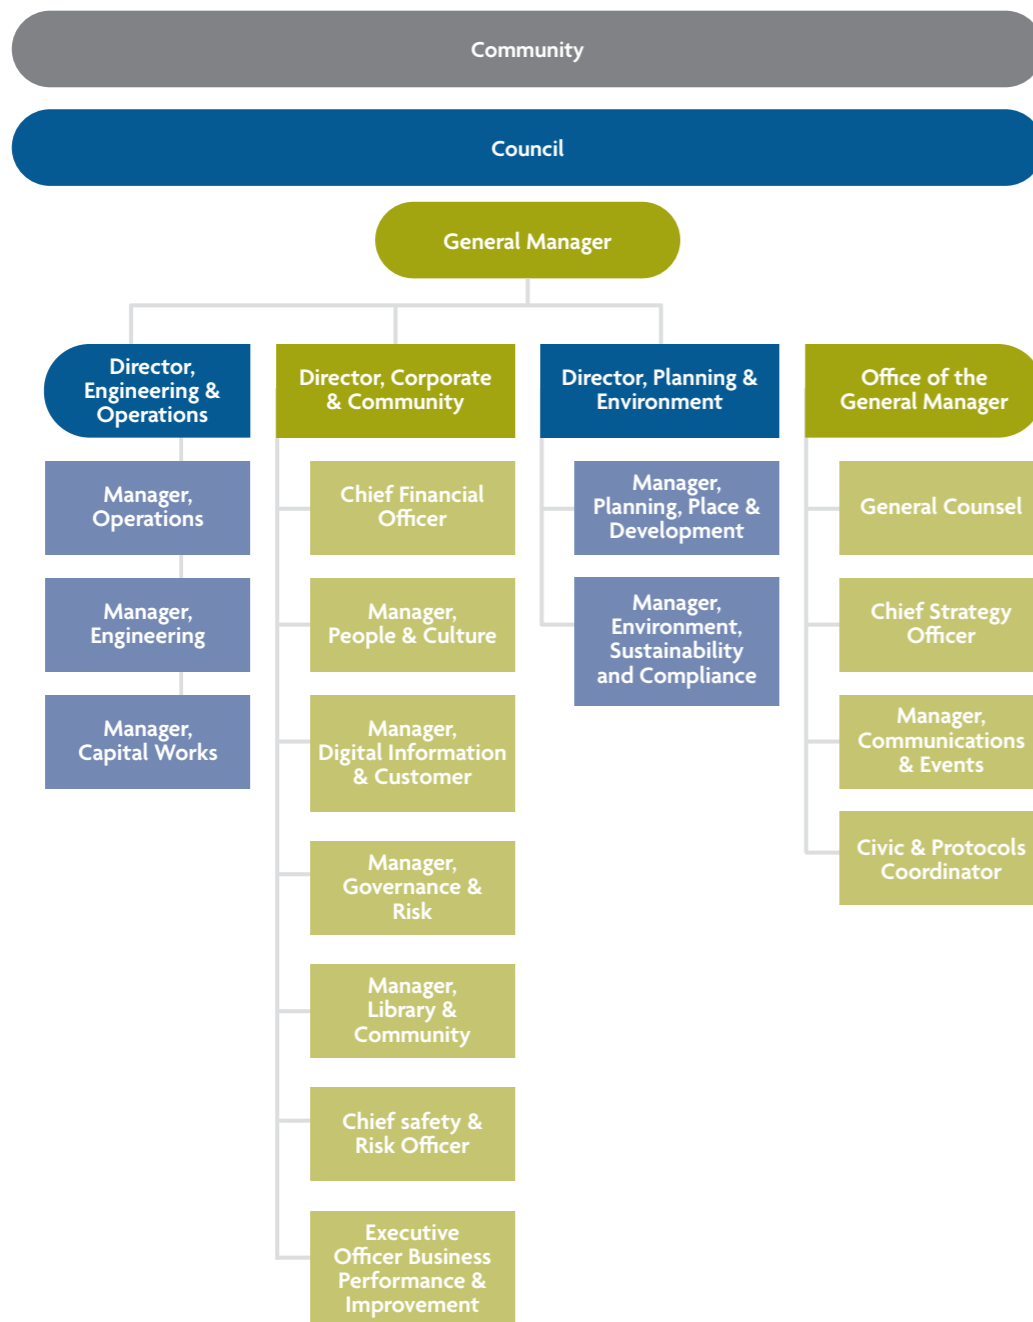 Community
Council
General Manager
Director,
Engineering &
Operations
Manager,
Operations
Manager,
Engineering
Manager,
Capital Works
Director, Corporate
& Community
Chief Financial
Officer
Manager,
People & Culture
Manager,
Digital Information
& Customer
Manager,
Governance &
Risk
Manager,
Library &
Community
Chief safety &
Risk Officer
Executive
Officer Business
Performance &
Improvement
Director, Planning &
Environment
Manager,
Planning, Place &
Development
Manager,
Environment,
Sustainability
and Compliance
Office of the
General Manager
General Counsel
Chief Strategy
Officer
Manager,
Communications
& Events
Civic & Protocols
Coordinator